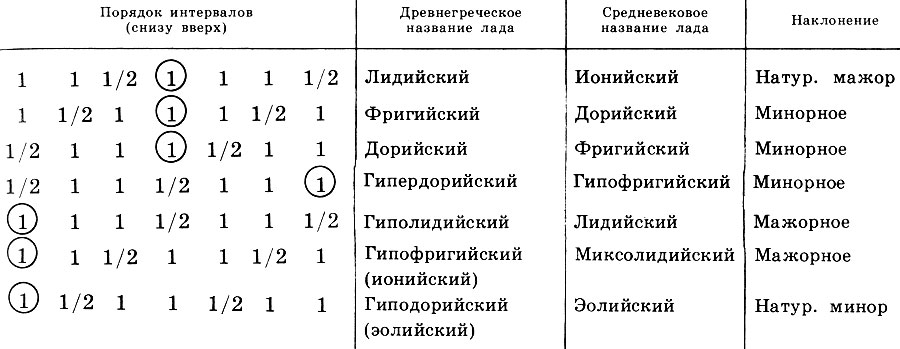 Порядок интервалов (снизу вверх) Древнегреческое название лада Средневековое название лада Наклонение
1 1 1/2 1 1 1 1/2 Лидийский Ионийский Натур. мажор
1 1/2 1 1 1 1/2 1 Фригийский Дорийский Минорное
1/2 1 1 1 1/2 1 1 Дорийский Фригийский Минорное
1/2 1 1 1/2 1 1 1 Гипердорийский Гипофригийский Минорное
1 1 1 1/2 1 1 1/2 Гиполидийский Лидийский Мажорное
1 1 1/2 1 1 1/2 1 Гипофригийский Миксолидийский Мажорное
(ионийский)
1 1/2 1 1 1/2 1 1 Гиподорийский Эолийский Натур. минор
(эолийский)